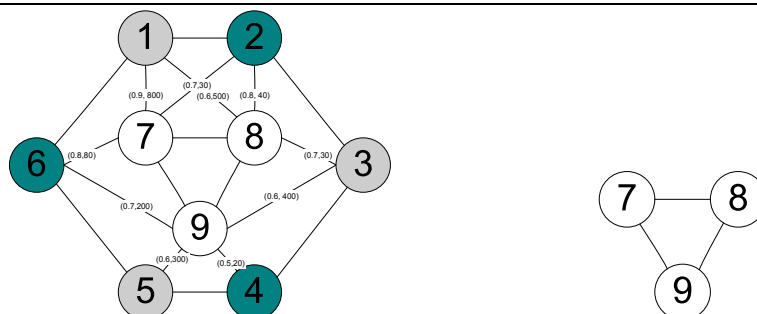 1 2
(0.7,30)
(0.9, 800) (0.6,500) (0.8, 40)
7 8
6 (0.8,80) (0.7,30) 3
(0.7,200) (0.6, 400)
9
(0.6,300) (0.5,20)
5 4
7 8
9